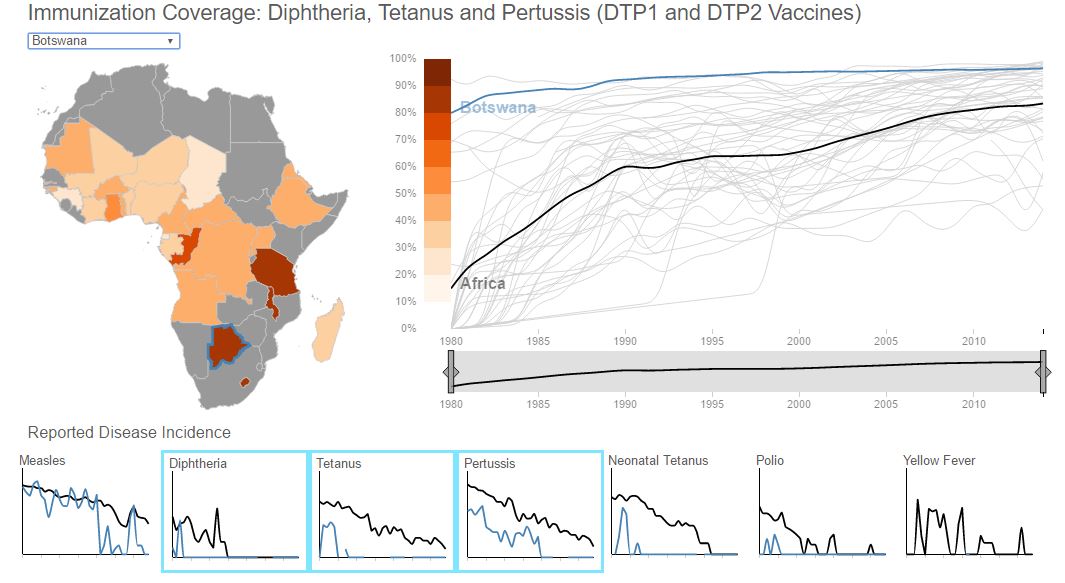 Immunization Coverage: Diphtheria, Tetanus and Pertussis (DTP1 and DTP2 Vaccines)
Botswana
100%
90%
80%
70%
60%
50%
40%
30%
20%
10%
0%
Botswana
Africa
1980 1985 1990 1995 2000 2005 2010
1980 1985 1990 1995 2000 2005 2010
Reported Disease Incidence
Measles Diphtheria Tetanus Pertussis Neonatal Tetanus Polio Yellow Fever